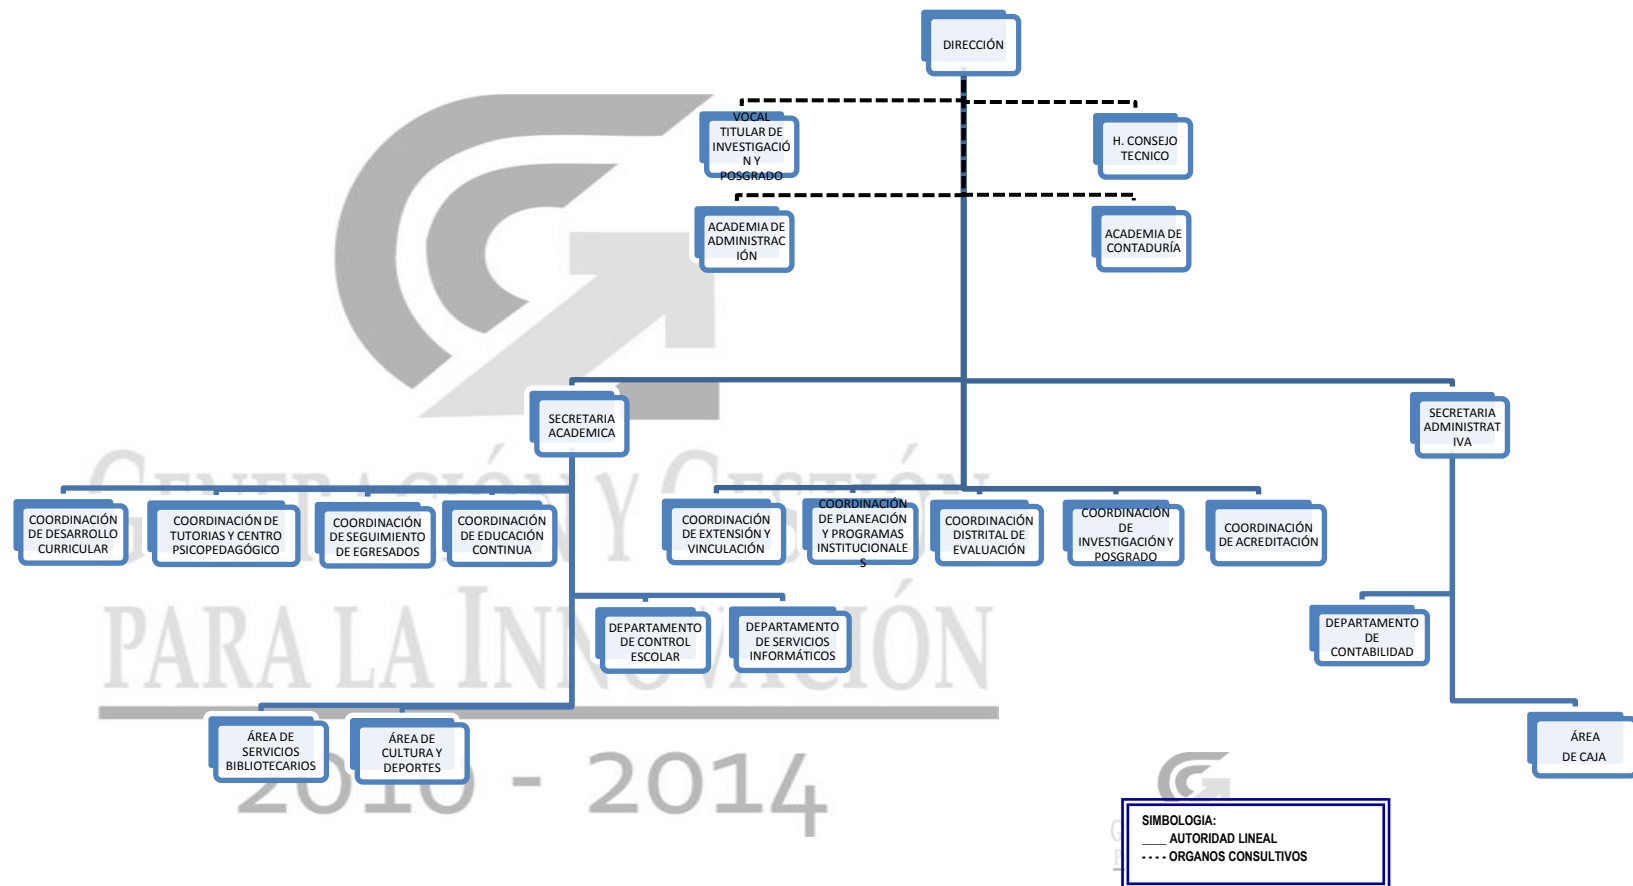 DIRECCIÓN
VOCAL
TITULAR DE
INVESTIGACIÓ
N Y
POSGRADO
H. CONSEJO
TECNICO
ACADEMIA DE
ADMINISTRAC
IÓN
ACADEMIA DE
CONTADURÍA
SECRETARIA
ACADEMICA
SECRETARIA
ADMINISTRAT
IVA
GENERACIÓN Y GESTIÓN
COORDINACIÓN
DE DESARROLLO
CURRICULAR
COORDINACIÓN DE
TUTORIAS Y CENTRO
PSICOPEDAGÓGICO
COORDINACIÓN
DE SEGUIMIENTO
DE EGRESADOS
COORDINACIÓN
DE EDUCACIÓN
CONTINUA
COORDINACIÓN
DE EXTENSIÓN Y
VINCULACIÓN
COORDINACIÓN
DE PLANEACIÓN
Y PROGRAMAS
INSTITUCIONALE
S
COORDINACIÓN
DISTRITAL DE
EVALUACIÓN
COORDINACIÓN
DE
INVESTIGACIÓN Y
POSGRADO
COORDINACIÓN
DE ACREDITACIÓN
PARA LA INNOVACIÓN
DEPARTAMENTO
DE CONTROL
ESCOLAR
DEPARTAMENTO
DE SERVICIOS
INFORMÁTICOS
DEPARTAMENTO
DE
CONTABILIDAD
ÁREA DE
SERVICIOS
BIBLIOTECARIOS
ÁREA DE
CULTURA Y
DEPORTES
ÁREA
DE CAJA
2010 - 2014
SIMBOLOGIA:
____ AUTORIDAD LINEAL
---- ORGANOS CONSULTIVOS